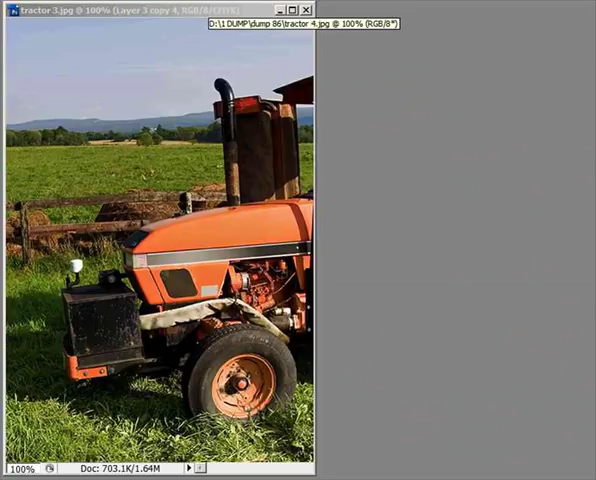 tractor 3.jpg @ 100% (Layer 3 copy 4, RGB/8/CMYK)
D:\1 DUMP\dump 86\tractor 4.jpg @ 100% (RGB/8*)
100%
Doc: 703.1K/1.64M